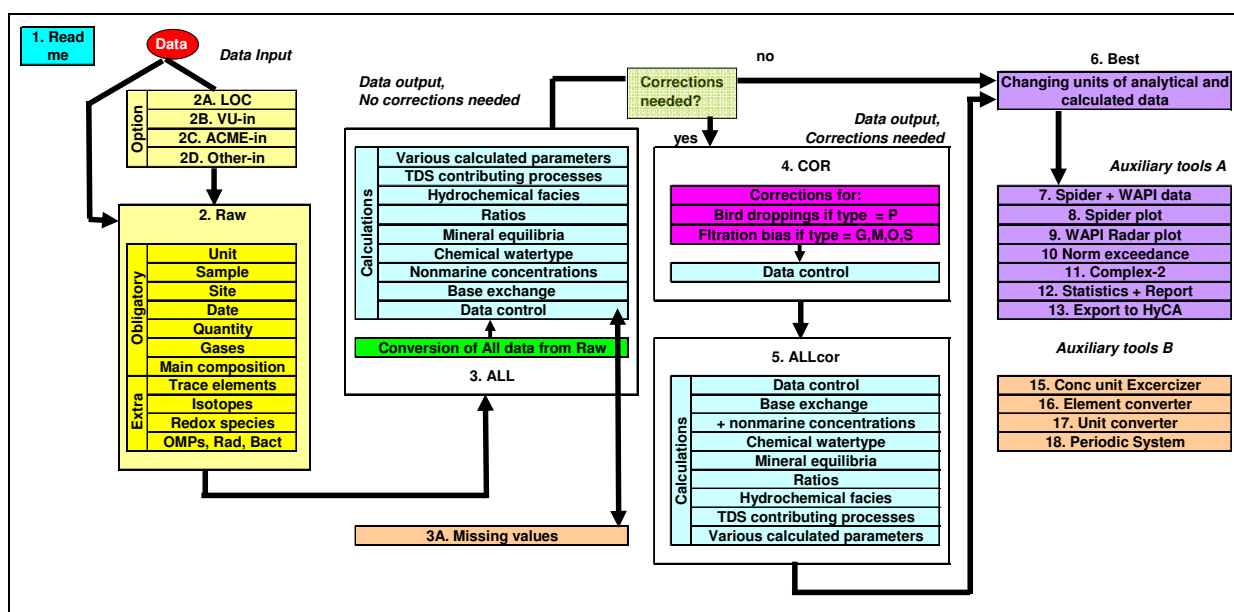 1. Read
me
Data
Data Input
Option
2A. LOC
2B. VU-in
2C. ACME-in
2D. Other-in
2. Raw
Obligatory
Unit
Sample
Site
Date
Quantity
Gases
Main composition
Extra
Trace elements
Isotopes
Redox species
OMPs, Rad, Bact
Data output,
No corrections needed
Calculations
Various calculated parameters
TDS contributing processes
Hydrochemical facies
Ratios
Mineral equilibria
Chemical watertype
Nonmarine concentrations
Base exchange
Data control
Conversion of All data from Raw
3. ALL
3A. Missing values
Corrections
needed?
no
yes
Data output,
Corrections needed
4. COR
Corrections for:
Bird droppings if type = P
Fltration bias if type = G,M,O,S
Data control
5. ALLcor
Calculations
Data control
Base exchange
+ nonmarine concentrations
Chemical watertype
Mineral equilibria
Ratios
Hydrochemical facies
TDS contributing processes
Various calculated parameters
6. Best
Changing units of analytical and
calculated data
Auxiliary tools A
7. Spider + WAPI data
8. Spider plot
9. WAPI Radar plot
10 Norm exceedance
11. Complex-2
12. Statistics + Report
13. Export to HyCA
Auxiliary tools B
15. Conc unit Excercizer
16. Element converter
17. Unit converter
18. Periodic System